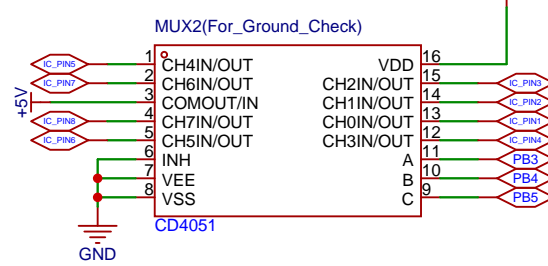 MUX2(For_Ground_Check)
IC_PIN5 1 CH4IN/OUT VDD 16
IC_PIN7 2 CH6IN/OUT CH2IN/OUT 15 IC_PIN3
+5V 3 COMOUT/IN CH1IN/OUT 14 IC_PIN2
IC_PIN8 4 CH7IN/OUT CH0IN/OUT 13 IC_PIN1
IC_PIN6 5 CH5IN/OUT CH3IN/OUT 12 IC_PIN4
6 INH A 11 PB3
7 VEE B 10 PB4
8 VSS C 9 PB5
CD4051
GND